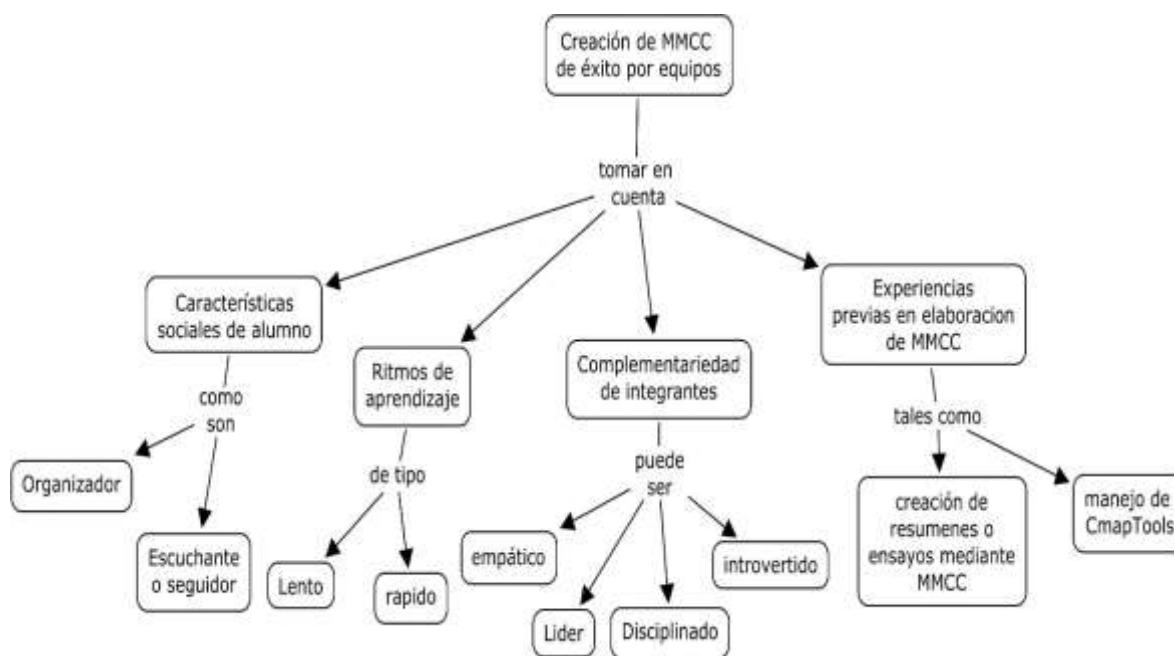 Creación de MMCC
de éxito por equipos
tomar en
cuenta
Características
sociales de alumno
como
son
Organizador
Escuchante
o seguidor
Ritmos de
aprendizaje
de tipo
Lento
rapido
Complementariedad
de integrantes
puede
ser
empático
Lider
Disciplinado
introvertido
Experiencias
previas en elaboracion
de MMCC
tales como
creación de
resumenes o
ensayos mediante
MMCC
manejo de
CmapTools